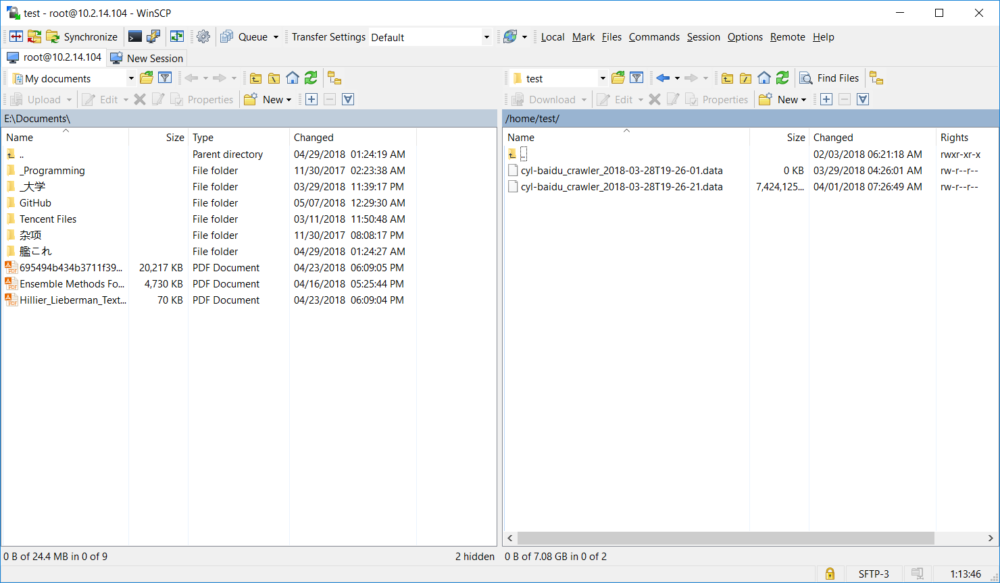 test - root@10.2.14.104 - WinSCP
Synchronize Queue Transfer Settings Default Local Mark Files Commands Session Options Remote Help
root@10.2.14.104 New Session
My documents test Find Files
Upload Edit Properties New Download Edit Properties New
E:\Documents\ /home/test/
Name Size Type Changed Name Size Changed Rights
.. Parent directory 04/29/2018 01:24:19 AM .. 02/03/2018 06:21:18 AM rwxr-xr-x
_Programming File folder 11/30/2017 02:23:38 AM cyl-baidu_crawler_2018-03-28T19-26-01.data 0 KB 03/29/2018 04:26:01 AM rw-r--r--
_大学 File folder 03/29/2018 11:39:17 PM cyl-baidu_crawler_2018-03-28T19-26-21.data 7,424,125... 04/01/2018 07:26:49 AM rw-r--r--
GitHub File folder 05/07/2018 12:29:30 AM
Tencent Files File folder 03/11/2018 11:50:48 AM
杂项 File folder 11/30/2017 08:08:17 PM
艦これ File folder 04/29/2018 01:24:27 AM
695494b434b3711f39... 20,217 KB PDF Document 04/23/2018 06:09:05 PM
Ensemble Methods Fo... 4,730 KB PDF Document 04/16/2018 05:25:44 PM
Hillier_Lieberman_Text... 70 KB PDF Document 04/23/2018 06:09:04 PM
0 B of 24.4 MB in 0 of 9 2 hidden 0 B of 7.08 GB in 0 of 2
SFTP-3 1:13:46